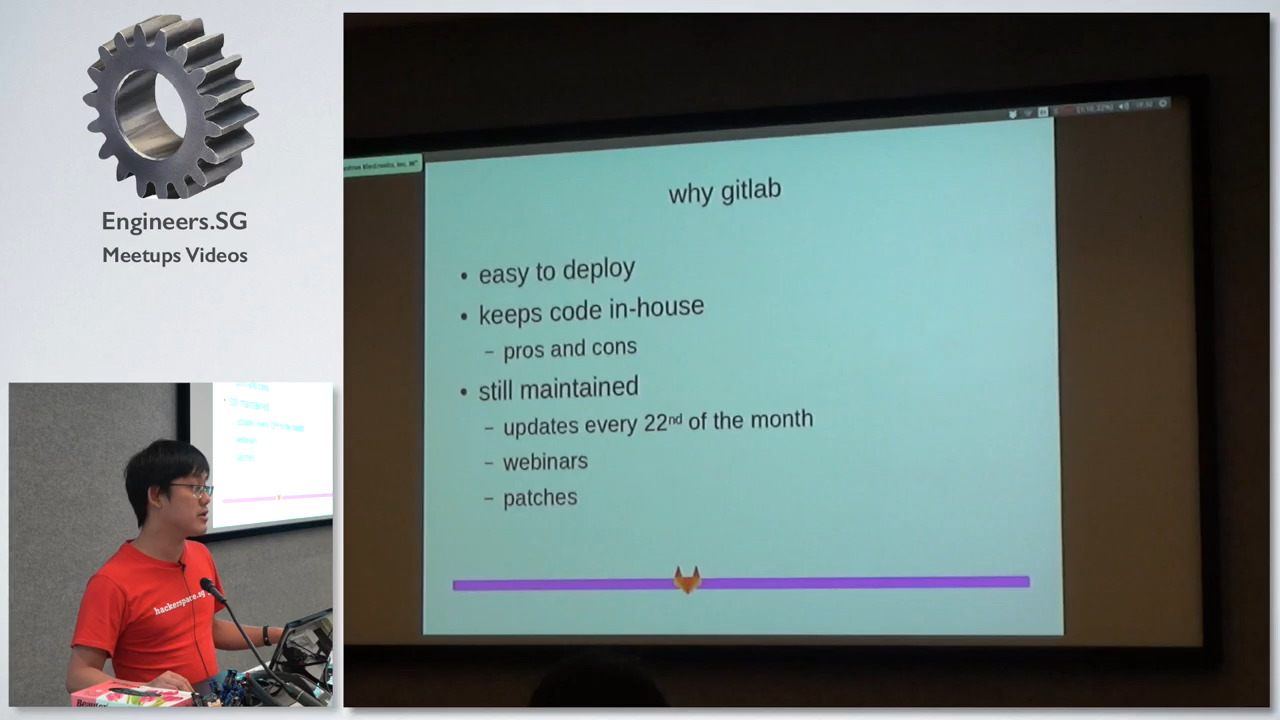 Engineers.SG
Meetups Videos
why gitlab
• easy to deploy
• keeps code in-house
– pros and cons
• still maintained
– updates every 22nd of the month
– webinars
– patches
hackerspace.sg